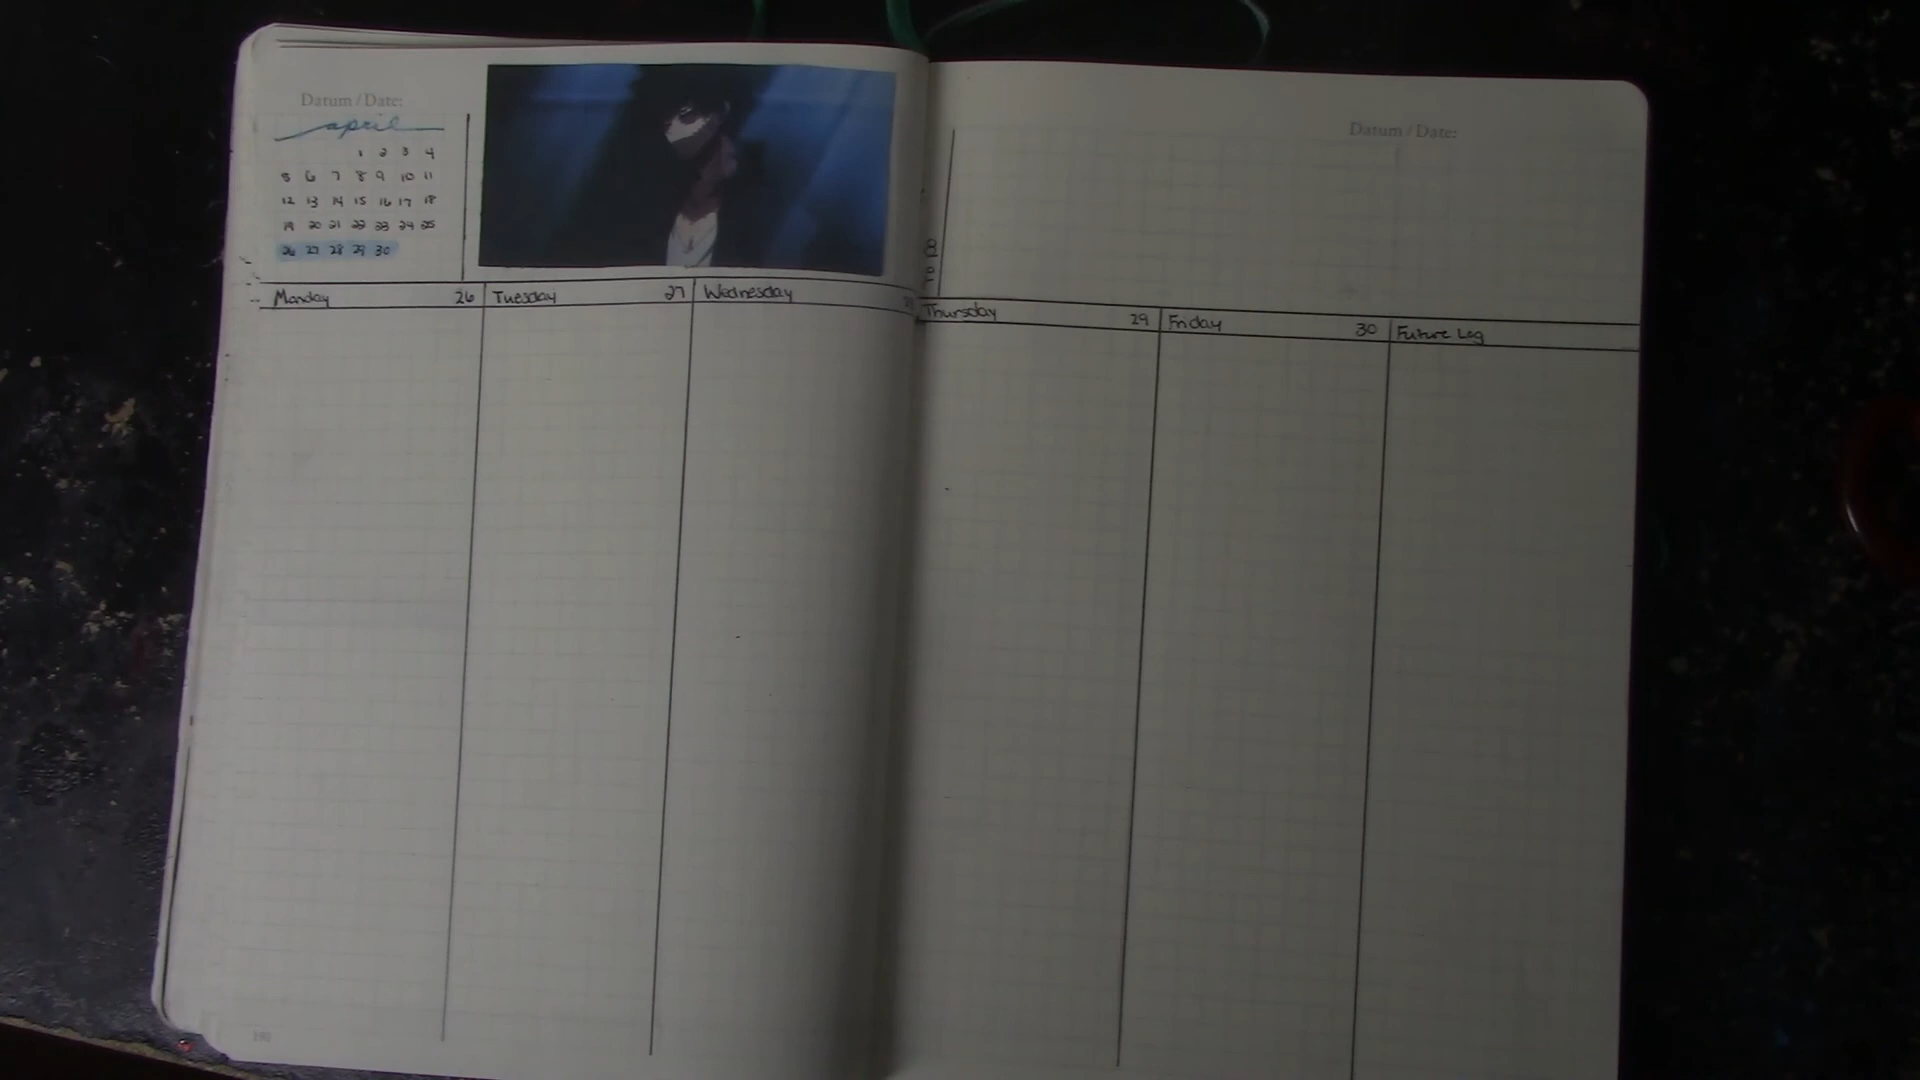 Datum / Date:
april
1 2 3 4
5 6 7 8 9 10 11
12 13 14 15 16 17 18
19 20 21 22 23 24 25
26 27 28 29 30
Monday 26
Tuesday 27
Wednesday
Datum / Date:
Thursday 29
Friday 30
Future Log